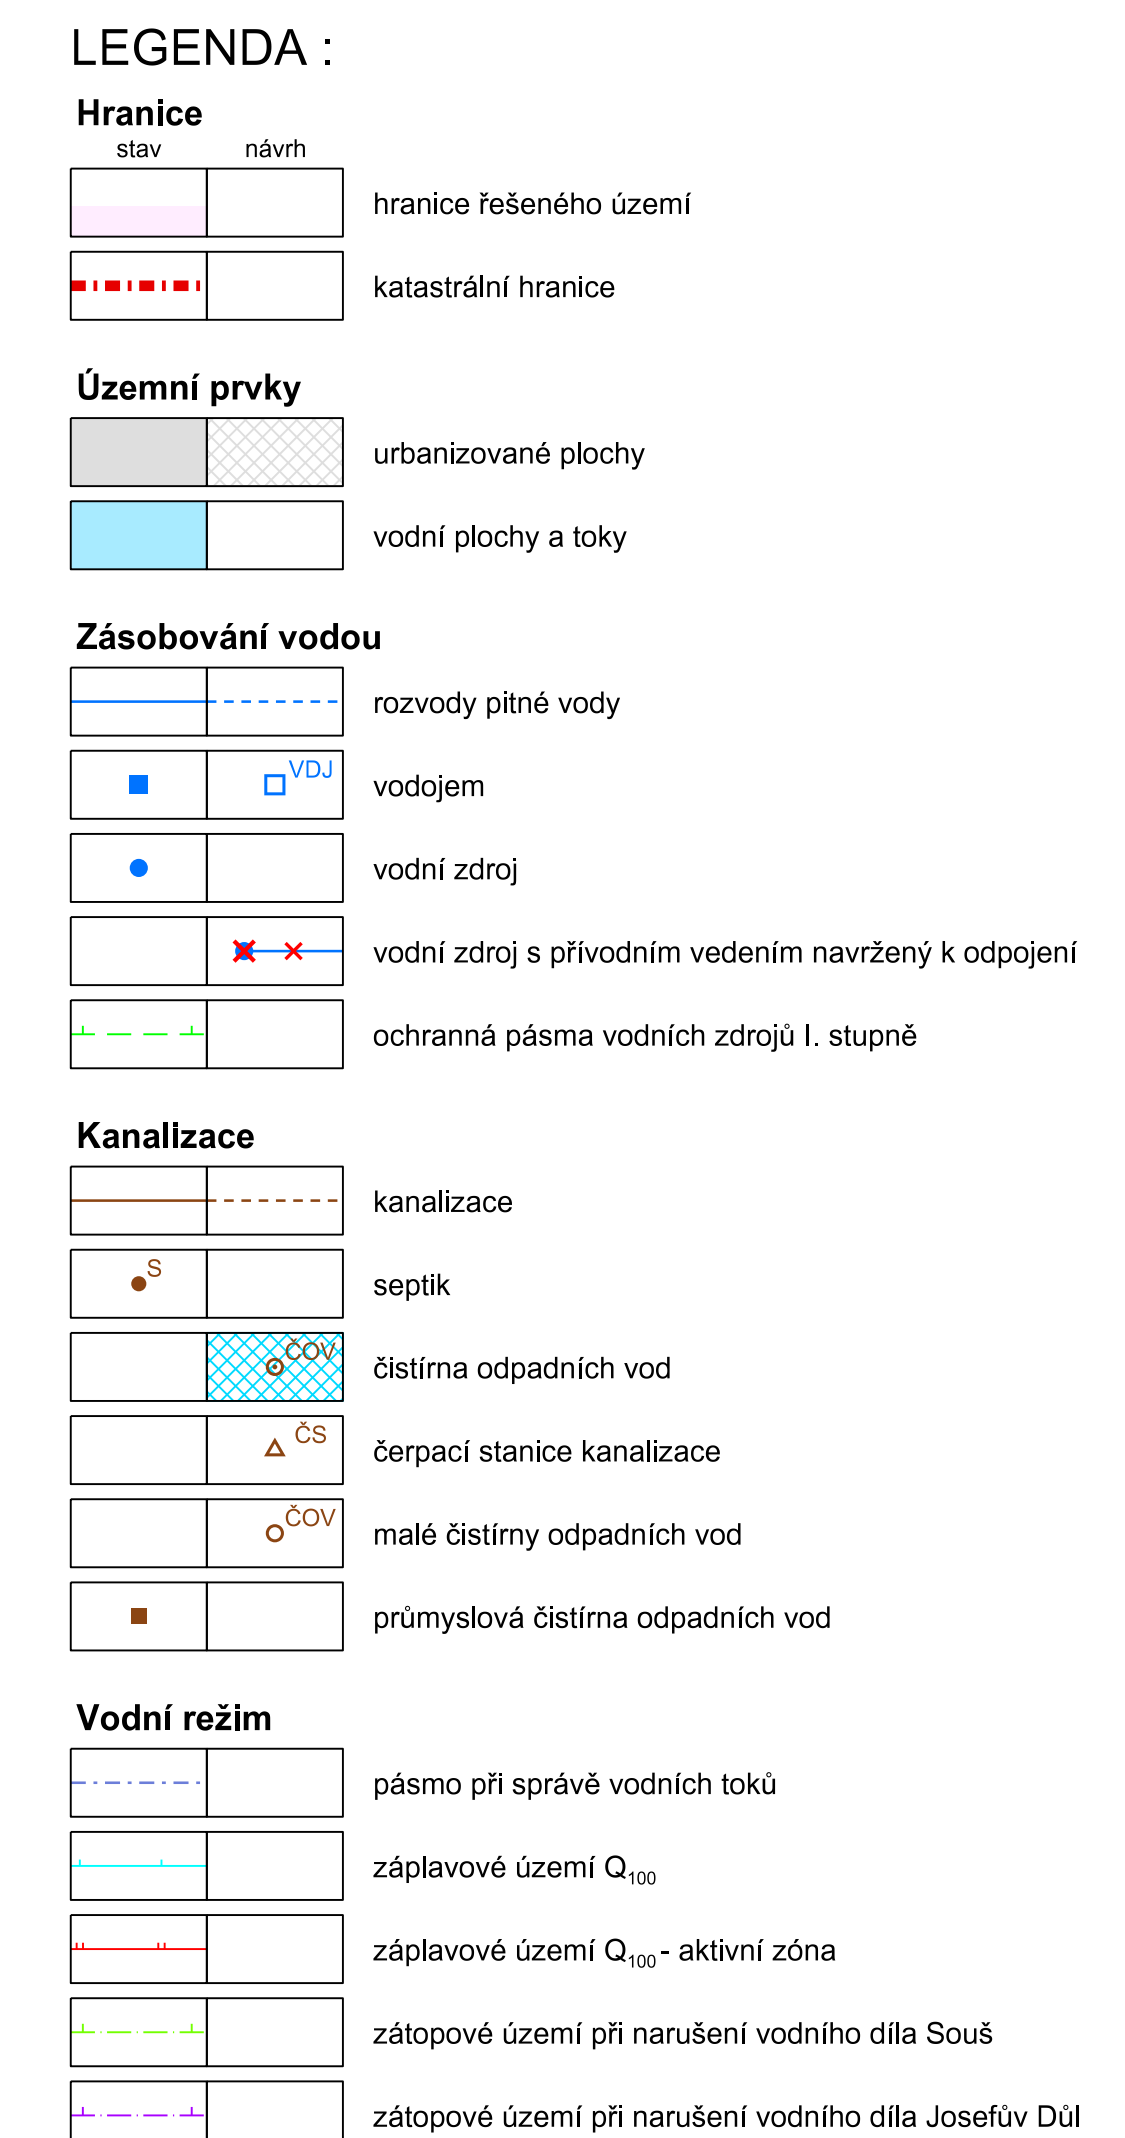 LEGENDA :
Hranice
stav návrh
hranice řešeného území
katastrální hranice
Územní prvky
urbanizované plochy
vodní plochy a toky
Zásobování vodou
rozvody pitné vody
VDJ vodojem
vodní zdroj
vodní zdroj s přívodním vedením navržený k odpojení
ochranná pásma vodních zdrojů I. stupně
Kanalizace
kanalizace
S septik
ČOV čistírna odpadních vod
ČS čerpací stanice kanalizace
ČOV malé čistírny odpadních vod
průmyslová čistírna odpadních vod
Vodní režim
pásmo při správě vodních toků
záplavové území Q100
záplavové území Q100 - aktivní zóna
zátopové území při narušení vodního díla Souš
zátopové území při narušení vodního díla Josefův Důl